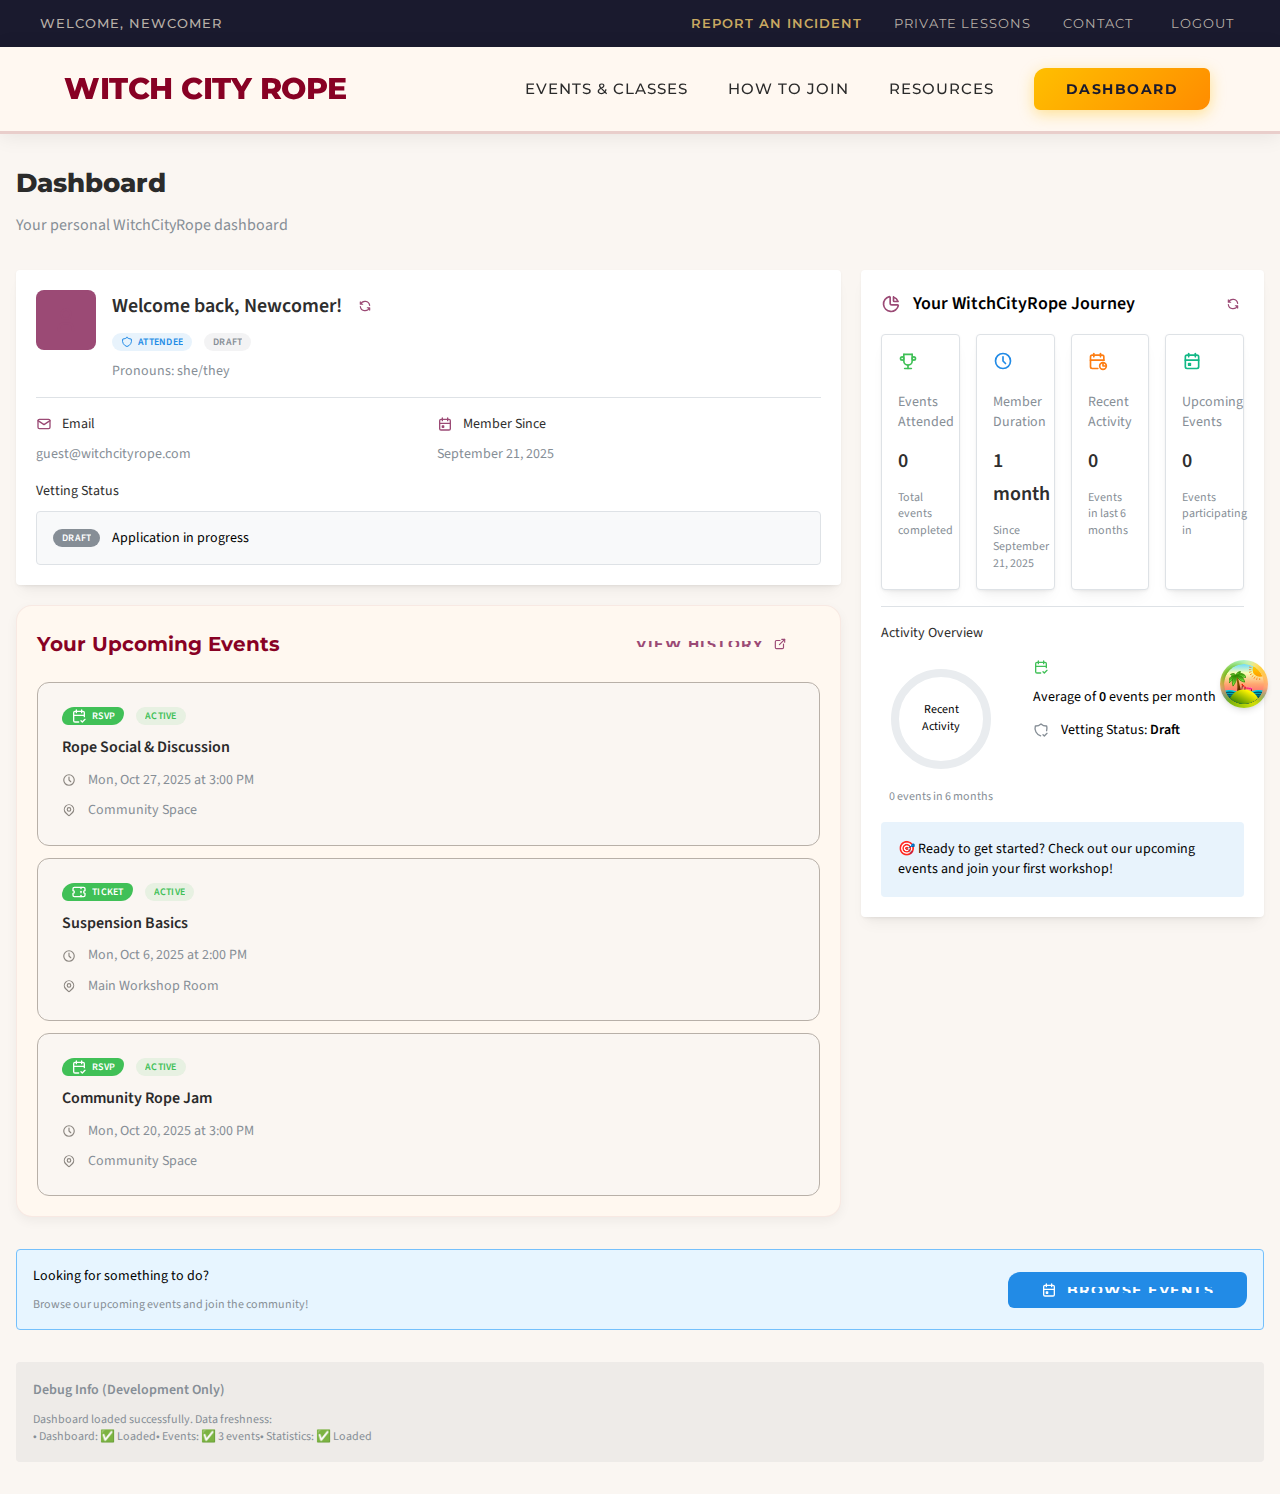 WELCOME, NEWCOMER
REPORT AN INCIDENT PRIVATE LESSONS CONTACT LOGOUT
WITCH CITY ROPE
EVENTS & CLASSES HOW TO JOIN RESOURCES DASHBOARD
Dashboard
Your personal WitchCityRope dashboard
Welcome back, Newcomer!
ATTENDEE DRAFT
Pronouns: she/they
Email
guest@witchcityrope.com
Member Since
September 21, 2025
Vetting Status
DRAFT Application in progress
Your Upcoming Events
VIEW HISTORY
RSVP ACTIVE
Rope Social & Discussion
Mon, Oct 27, 2025 at 3:00 PM
Community Space
TICKET ACTIVE
Suspension Basics
Mon, Oct 6, 2025 at 2:00 PM
Main Workshop Room
RSVP ACTIVE
Community Rope Jam
Mon, Oct 20, 2025 at 3:00 PM
Community Space
Your WitchCityRope Journey
Events
Attended
0
Total
events
completed
Member
Duration
1
month
Since
September
21, 2025
Recent
Activity
0
Events
in last 6
months
Upcoming
Events
0
Events
participating
in
Activity Overview
Recent
Activity
0 events in 6 months
Average of 0 events per month
Vetting Status: Draft
🎯 Ready to get started? Check out our upcoming
events and join your first workshop!
Looking for something to do?
Browse our upcoming events and join the community!
BROWSE EVENTS
Debug Info (Development Only)
Dashboard loaded successfully. Data freshness:
• Dashboard: ✅ Loaded• Events: ✅ 3 events• Statistics: ✅ Loaded